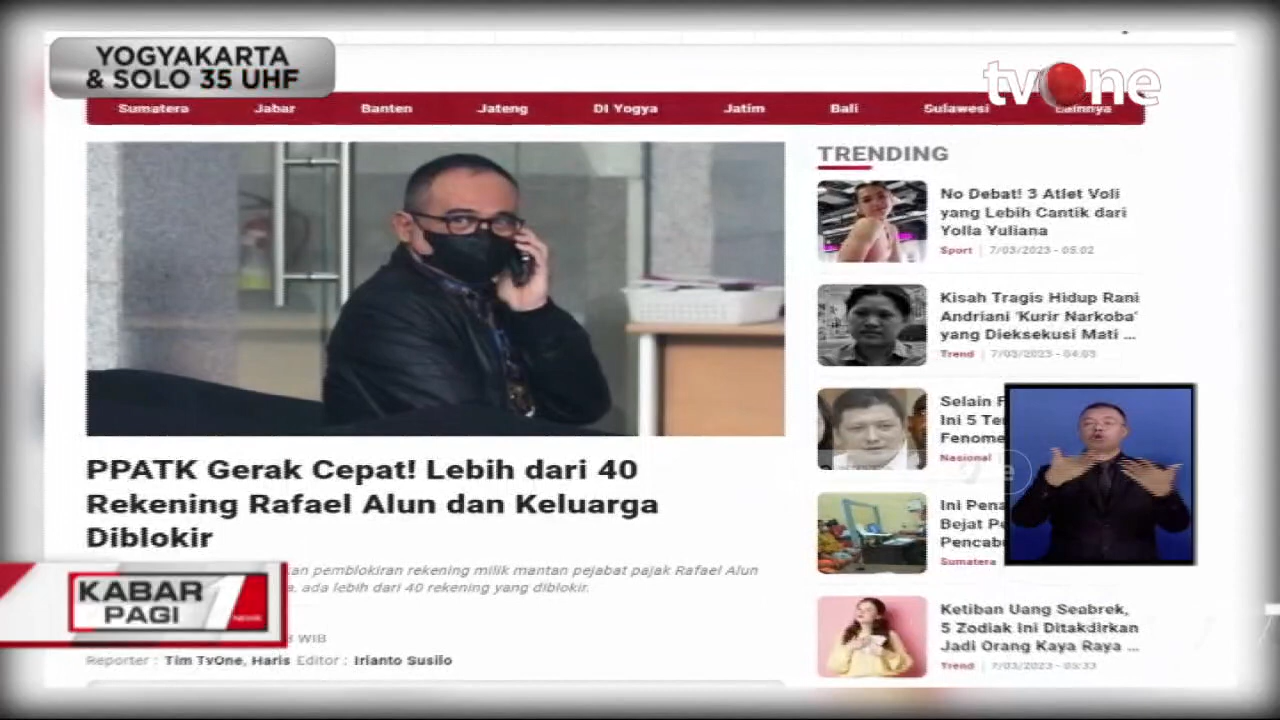 YOGYAKARTA
& SOLO 35 UHF
tvOne
Sumatera Jabar Banten Jateng DI Yogya Jatim Bali Sulawesi Lainnya
TRENDING
No Debat! 3 Atlet Voli
yang Lebih Cantik dari
Yolla Yuliana
Sport | 7/03/2023 - 05:02
Kisah Tragis Hidup Rani
Andriani 'Kurir Narkoba'
yang Dieksekusi Mati ...
Trend | 7/03/2023 - 04:03
Selain
Ini 5
Fenome
Nasional
Ini Pena
Bejat Pe
Pencab
Sumatera
Ketiban Uang Seabrek,
5 Zodiak Ini Ditakdirkan
Jadi Orang Kaya Raya ...
Trend | 7/03/2023 - 03:33
PPATK Gerak Cepat! Lebih dari 40
Rekening Rafael Alun dan Keluarga
Diblokir
kan pemblokiran rekening milik mantan pejabat pajak Rafael Alun
a. ada lebih dari 40 rekening yang diblokir.
WIB
Reporter : Tim TvOne, Haris Editor : Irianto Susilo
KABAR
PAGI
1
NEWS